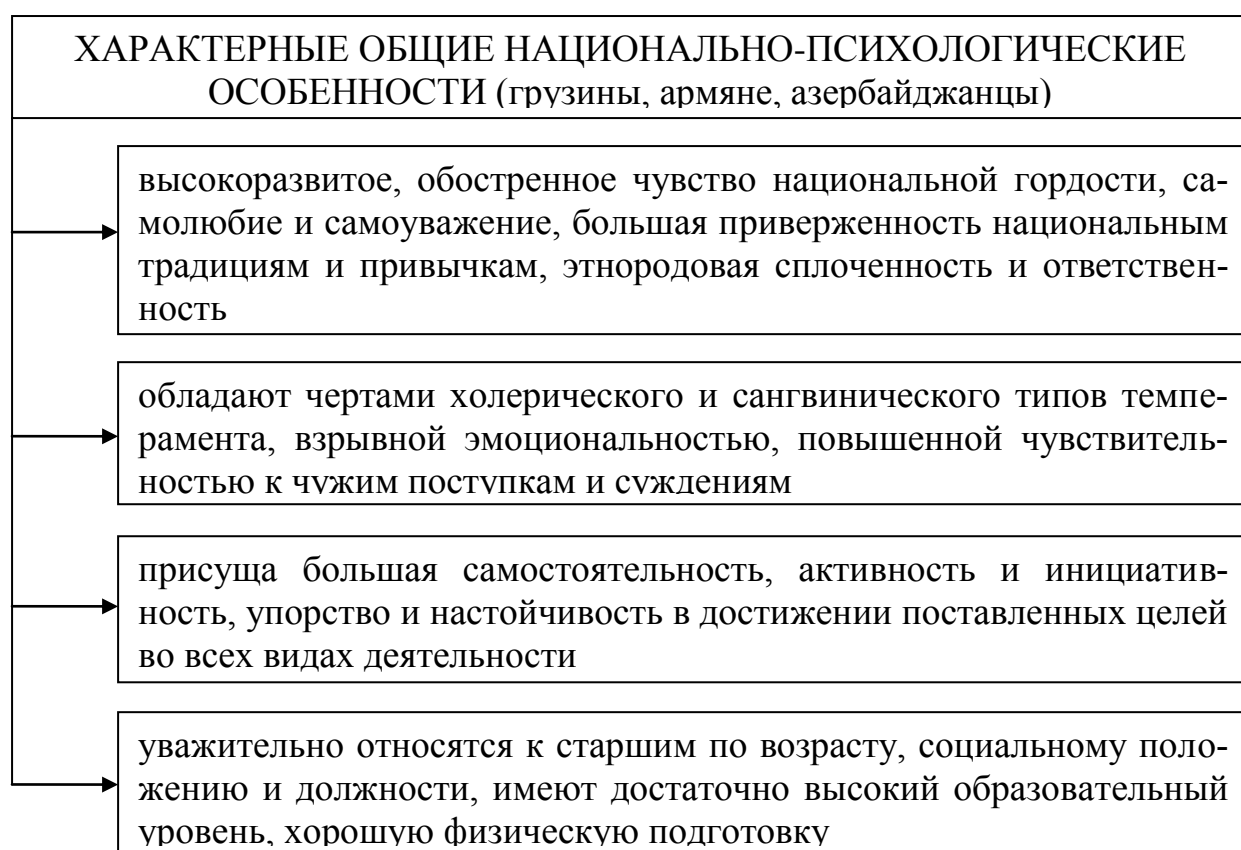 ХАРАКТЕРНЫЕ ОБЩИЕ НАЦИОНАЛЬНО-ПСИХОЛОГИЧЕСКИЕ
ОСОБЕННОСТИ (грузины, армяне, азербайджанцы)
высокоразвитое, обостренное чувство национальной гордости, са-
молюбие и самоуважение, большая приверженность национальным
традициям и привычкам, этнородовая сплоченность и ответствен-
ность
обладают чертами холерического и сангвинического типов темпе-
рамента, взрывной эмоциональностью, повышенной чувствитель-
ностью к чужим поступкам и суждениям
присуща большая самостоятельность, активность и инициатив-
ность, упорство и настойчивость в достижении поставленных целей
во всех видах деятельности
уважительно относятся к старшим по возрасту, социальному поло-
жению и должности, имеют достаточно высокий образовательный
уровень, хорошую физическую подготовку